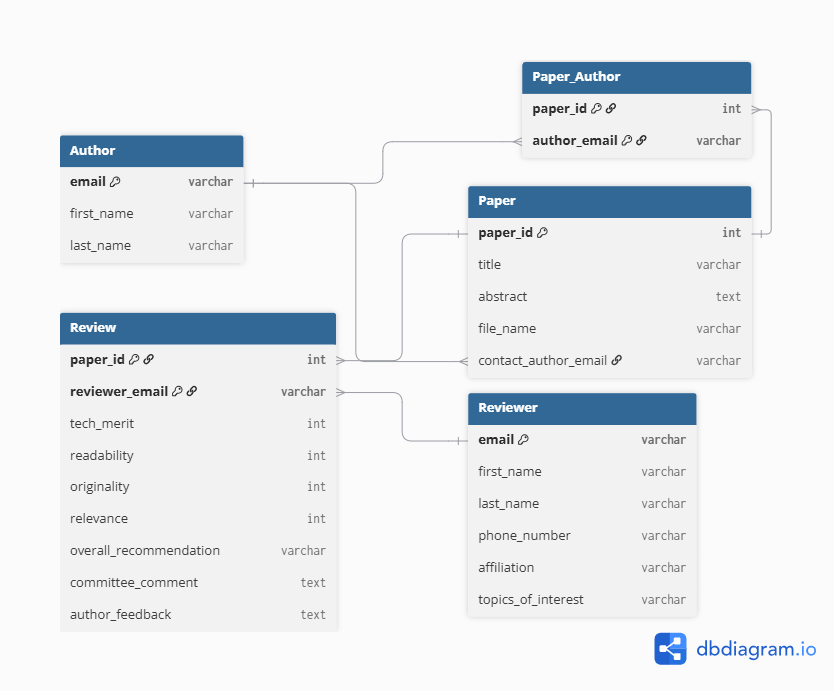 Paper_Author
paper_id int
author_email varchar
Author
email varchar
first_name varchar
last_name varchar
Paper
paper_id int
title varchar
abstract text
file_name varchar
contact_author_email varchar
Review
paper_id int
reviewer_email varchar
tech_merit int
readability int
originality int
relevance int
overall_recommendation varchar
committee_comment text
author_feedback text
Reviewer
email varchar
first_name varchar
last_name varchar
phone_number varchar
affiliation varchar
topics_of_interest varchar
dbdiagram.io